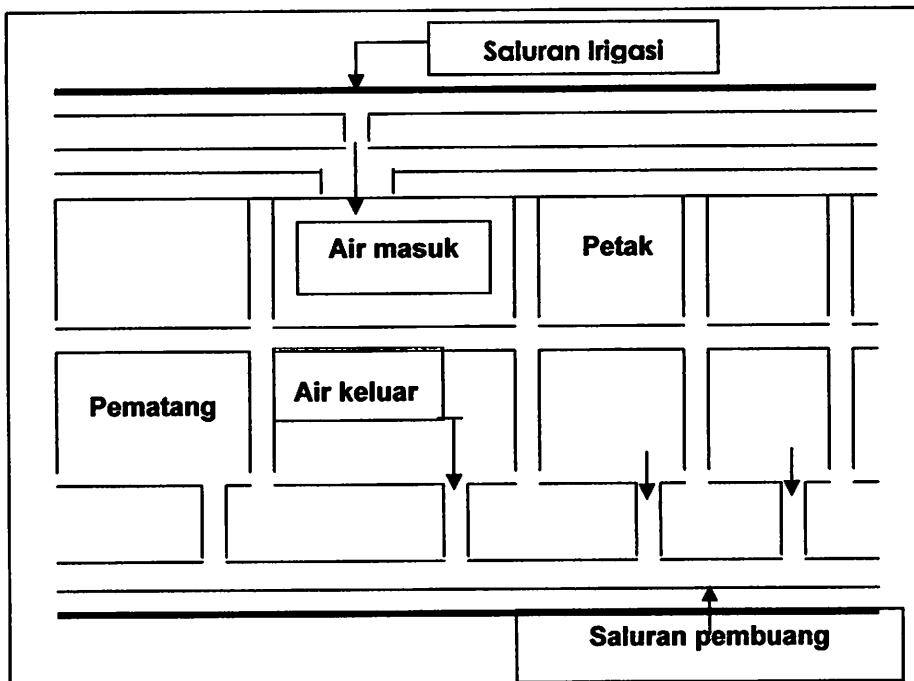 Saluran Irigasi
Air masuk
Petak
Pematang
Air keluar
Saluran pembuang